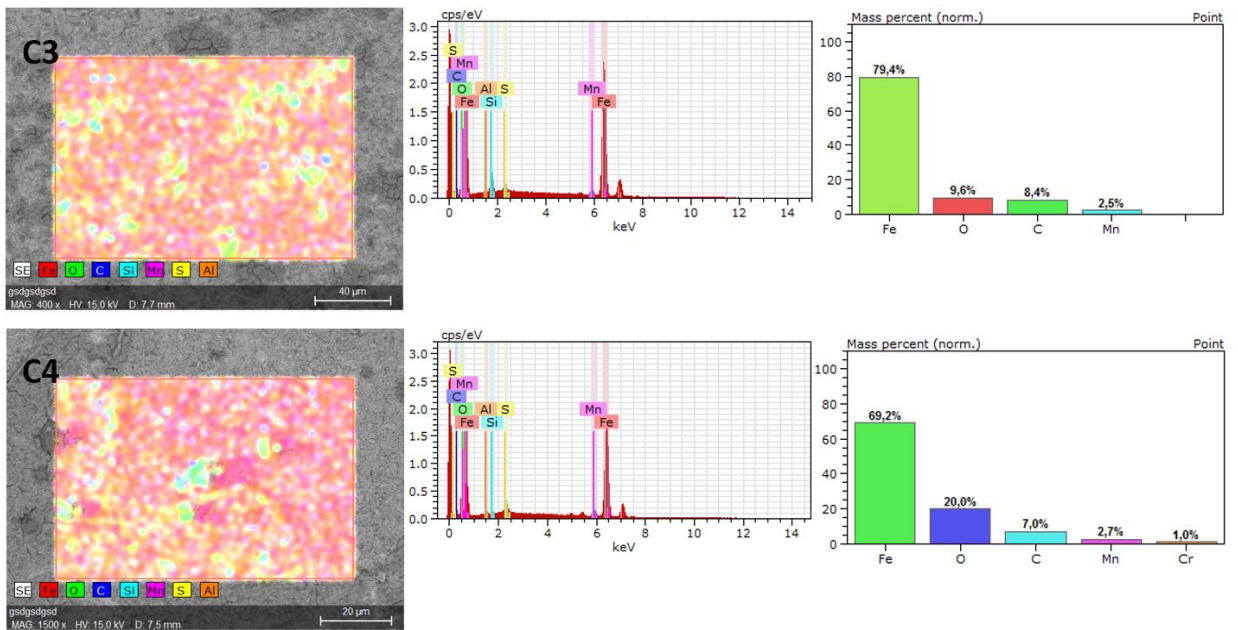 C3
SE Fe O C Si Mn S Al
gsdgsdgsd
MAG: 400 x HV: 15,0 kV D: 7,7 mm
40 µm
cps/eV
3.0
2.5
2.0
1.5
1.0
0.5
0.0
S
Mn
C
O Al S
Fe Si
Mn
Fe
0 2 4 6 8 10 12 14
keV
Mass percent (norm.) Point
100
80
60
40
20
0
79,4%
9,6%
8,4%
2,5%
Fe O C Mn
C4
SE Fe O C Si Mn S Al
gsdgsdgsd
MAG: 1500 x HV: 15,0 kV D: 7,5 mm
20 µm
cps/eV
3.0
2.5
2.0
1.5
1.0
0.5
0.0
S
Mn
C
O Al S
Fe Si
Mn
Fe
0 2 4 6 8 10 12 14
keV
Mass percent (norm.) Point
100
80
60
40
20
0
69,2%
20,0%
7,0%
2,7%
1,0%
Fe O C Mn Cr